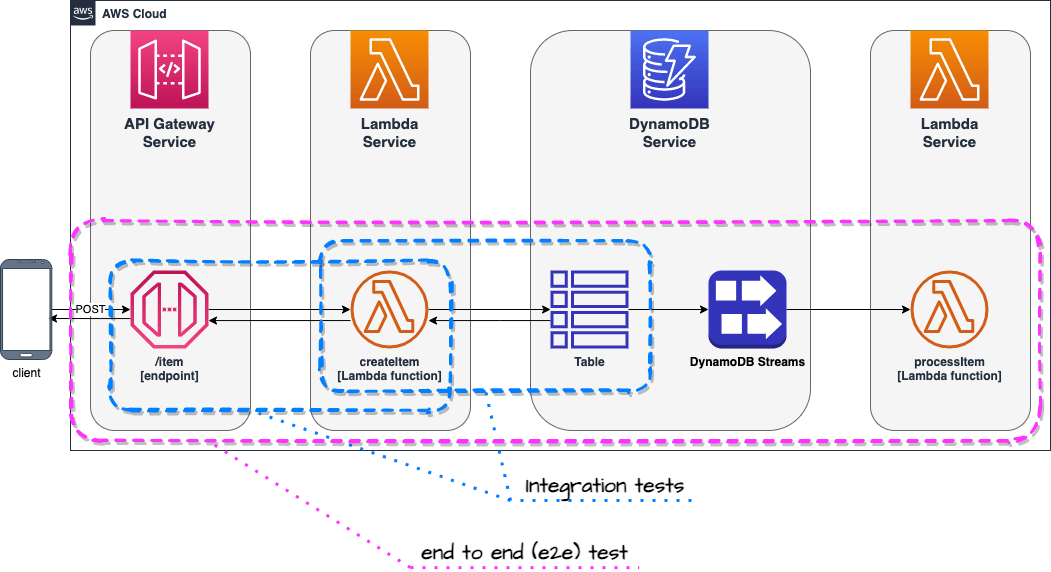 aws
AWS Cloud
API Gateway
Service
Lambda
Service
DynamoDB
Service
Lambda
Service
</>
POST
/item
[endpoint]
createItem
[Lambda function]
Table
DynamoDB Streams
processItem
[Lambda function]
client
Integration tests
end to end (e2e) test